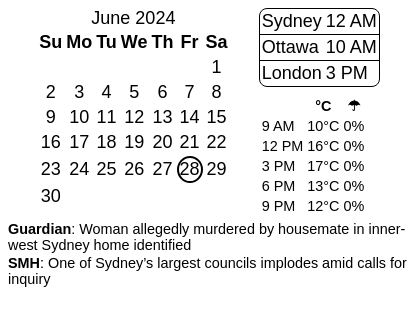 June 2024
Su Mo Tu We Th Fr Sa
1
2 3 4 5 6 7 8
9 10 11 12 13 14 15
16 17 18 19 20 21 22
23 24 25 26 27 28 29
30
Sydney 12 AM
Ottawa 10 AM
London 3 PM
°C ☂
9 AM 10°C 0%
12 PM 16°C 0%
3 PM 17°C 0%
6 PM 13°C 0%
9 PM 12°C 0%
Guardian: Woman allegedly murdered by housemate in inner-
west Sydney home identified
SMH: One of Sydney's largest councils implodes amid calls for
inquiry